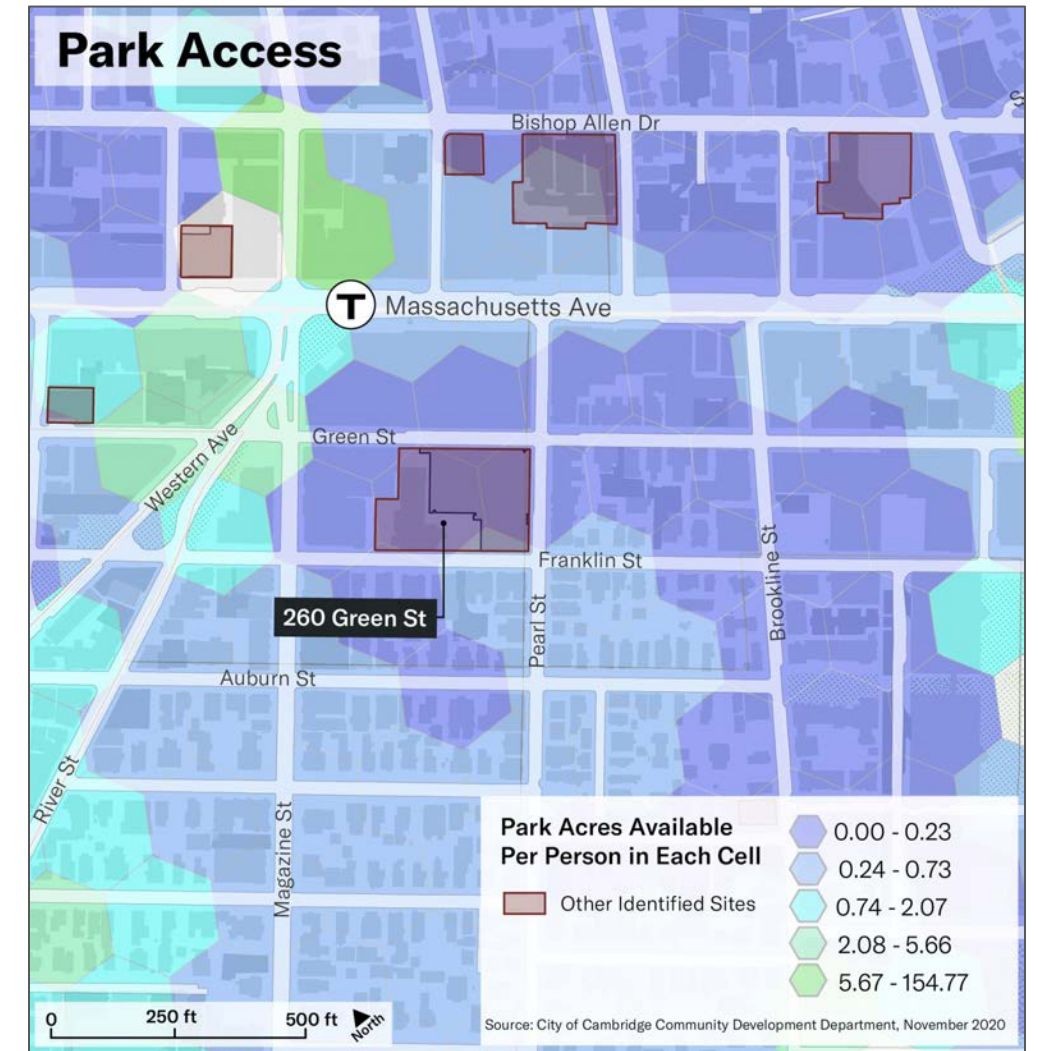 Park Access
S
Bishop Allen Dr
T Massachusetts Ave
Green St
Western Ave
Franklin St
260 Green St
Pearl St
Brookline St
Auburn St
River St
Magazine St
Park Acres Available
Per Person in Each Cell
Other Identified Sites
0.00 - 0.23
0.24 - 0.73
0.74 - 2.07
2.08 - 5.66
5.67 - 154.77
0 250 ft 500 ft North
Source: City of Cambridge Community Development Department, November 2020